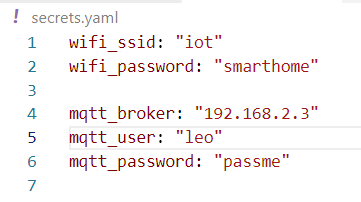 ! secrets.yaml
1 wifi_ssid: "iot"
2 wifi_password: "smarthome"
3
4 mqtt_broker: "192.168.2.3"
5 mqtt_user: "leo"
6 mqtt_password: "passme"
7